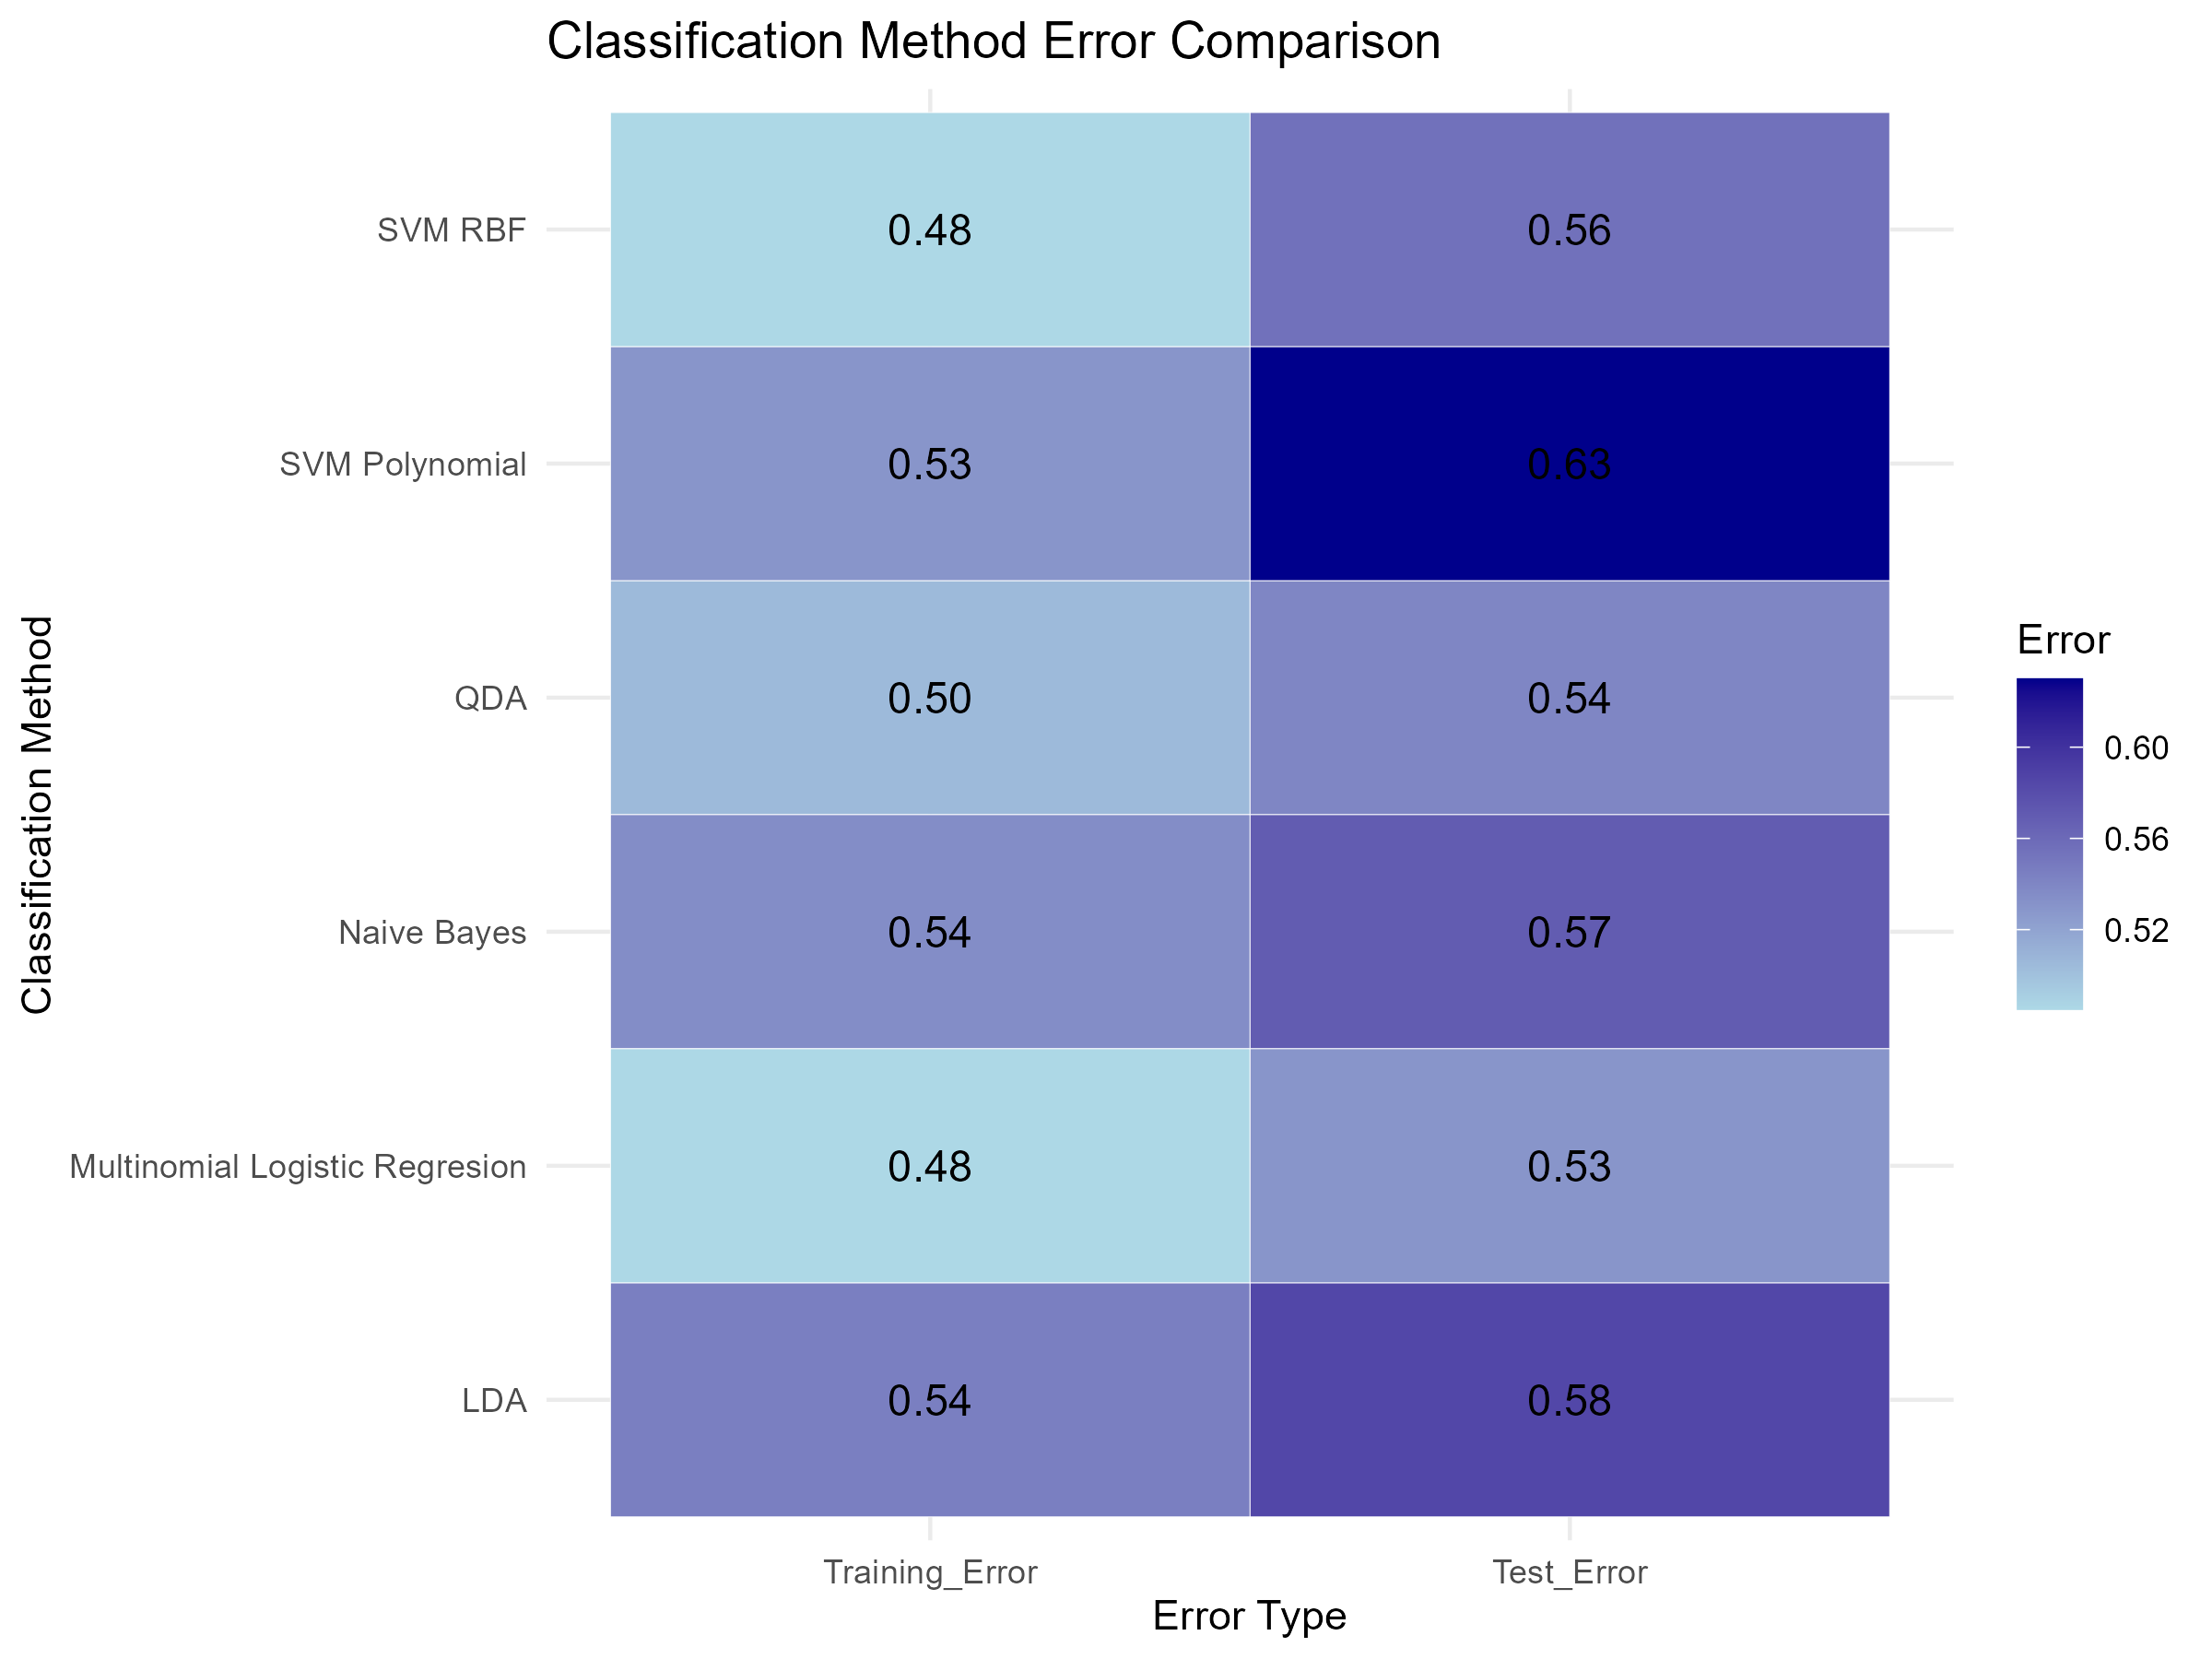 Classification Method Error Comparison
Classification Method
SVM RBF
0.48
0.56
SVM Polynomial
0.53
0.63
QDA
0.50
0.54
Naive Bayes
0.54
0.57
Multinomial Logistic Regresion
0.48
0.53
LDA
0.54
0.58
Training_Error
Test_Error
Error Type
Error
0.60
0.56
0.52